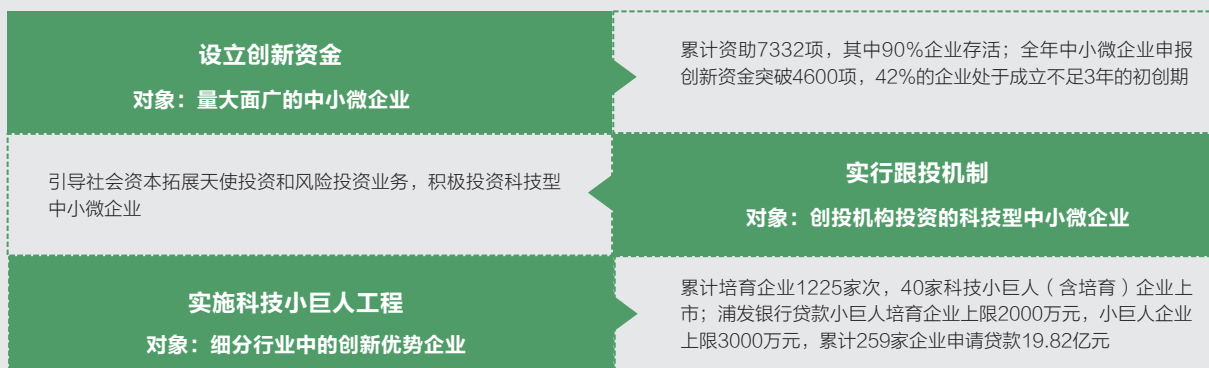 设立创新资金
对象：量大面广的中小微企业
累计资助7332项，其中90%企业存活；全年中小微企业申报
创新资金突破4600项，42%的企业处于成立不足3年的初创期
引导社会资本拓展天使投资和风险投资业务，积极投资科技型
中小微企业
实行跟投机制
对象：创投机构投资的科技型中小微企业
实施科技小巨人工程
对象：细分行业中的创新优势企业
累计培育企业1225家次，40家科技小巨人（含培育）企业上
市；浦发银行贷款小巨人培育企业上限2000万元，小巨人企业
上限3000万元，累计259家企业申请贷款19.82亿元